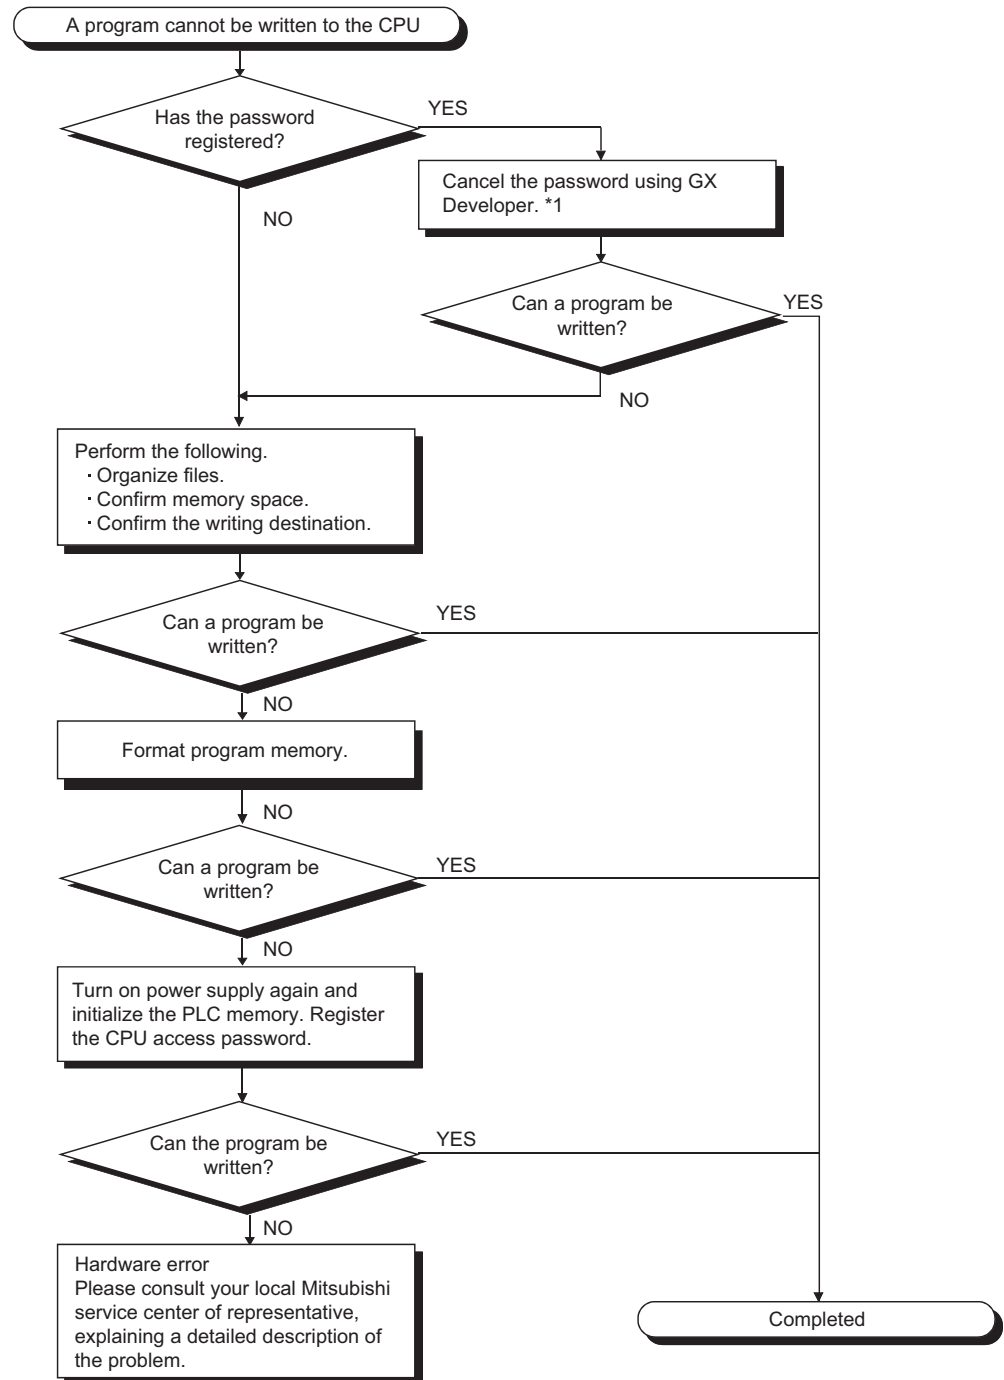 A program cannot be written to the CPU
Has the password
registered?
YES
NO
Cancel the password using GX
Developer. *1
Can a program be
written?
YES
NO
Perform the following.
· Organize files.
· Confirm memory space.
· Confirm the writing destination.
Can a program be
written?
YES
NO
Format program memory.
NO
Can a program be
written?
YES
NO
Turn on power supply again and
initialize the PLC memory. Register
the CPU access password.
Can the program be
written?
YES
NO
Hardware error
Please consult your local Mitsubishi
service center of representative,
explaining a detailed description of
the problem.
Completed